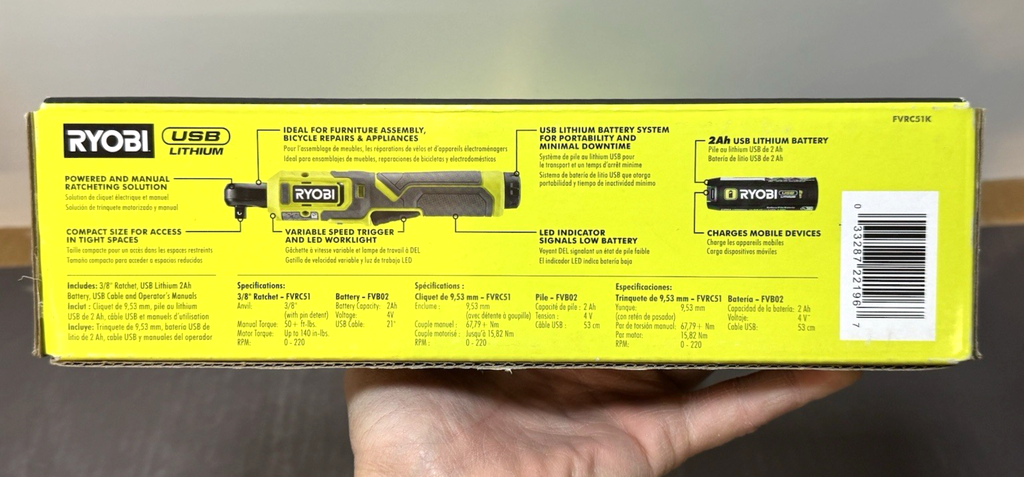 FVRC51K
RYOBI
USB
LITHIUM
IDEAL FOR FURNITURE ASSEMBLY,
BICYCLE REPAIRS & APPLIANCES
Pour l'assemblage de meubles, les réparations de vélos et d'appareils électroménagers
Ideal para ensamblajes de muebles, reparaciones de bicicletas y electrodomésticos
USB LITHIUM BATTERY SYSTEM
FOR PORTABILITY AND
MINIMAL DOWNTIME
Système de pile au lithium USB pour
le transport et un temps d'arrêt minime
Sistema de batería de litio USB que otorga
portabilidad y tiempo de inactividad mínimo
2Ah USB LITHIUM BATTERY
Pile au lithium USB de 2 Ah
Batería de litio USB de 2 Ah
POWERED AND MANUAL
RATCHETING SOLUTION
Solution de cliquet électrique et manuel
Solución de trinquete motorizado y manual
RYOBI
RYOBI
COMPACT SIZE FOR ACCESS
IN TIGHT SPACES
Taille compacte pour un accès dans les espaces restreints
Tamaño compacto para acceder a espacios reducidos
VARIABLE SPEED TRIGGER
AND LED WORKLIGHT
Gâchette à vitesse variable et lampe de travail à DEL
Gatillo de velocidad variable y luz de trabajo LED
LED INDICATOR
SIGNALS LOW BATTERY
Voyant DEL signalant un état de pile faible
El indicador LED indica batería baja
CHARGES MOBILE DEVICES
Charge les appareils mobiles
Carga dispositivos móviles
Includes: 3/8" Ratchet, USB Lithium 2Ah
Battery, USB Cable and Operator's Manuals
Inclut : Cliquet de 9,53 mm, pile au lithium
USB de 2 Ah, câble USB et manuels d'utilisation
Incluye: Trinquete de 9,53 mm, batería USB de
litio de 2 Ah, cable USB y manuales del operador
Specifications:
3/8" Ratchet – FVRC51
Anvil: 3/8"
(with pin detent)
Manual Torque: 50+ ft-lbs.
Motor Torque: Up to 140 in-lbs.
RPM: 0 - 220
Battery – FVB02
Battery Capacity: 2Ah
Voltage: 4V
USB Cable: 21"
Spécifications :
Cliquet de 9,53 mm – FVRC51
Enclume : 9,53 mm
(avec détente à goupille)
Couple manuel : 67,79+ Nm
Couple motorisé : Jusqu'à 15,82 Nm
RPM : 0 - 220
Pile – FVB02
Capacité de pile : 2 Ah
Tension : 4 V
Câble USB : 53 cm
Especificaciones:
Trinquete de 9,53 mm – FVRC51
Yunque: 9,53 mm
(con retén de pasador)
Par de torsión manual: 67,79+ Nm
Par motor: 15,82 Nm
RPM: 0 - 220
Batería – FVB02
Capacidad de la batería: 2 Ah
Voltaje: 4 V
Cable USB: 53 cm
0 33287 22196 7